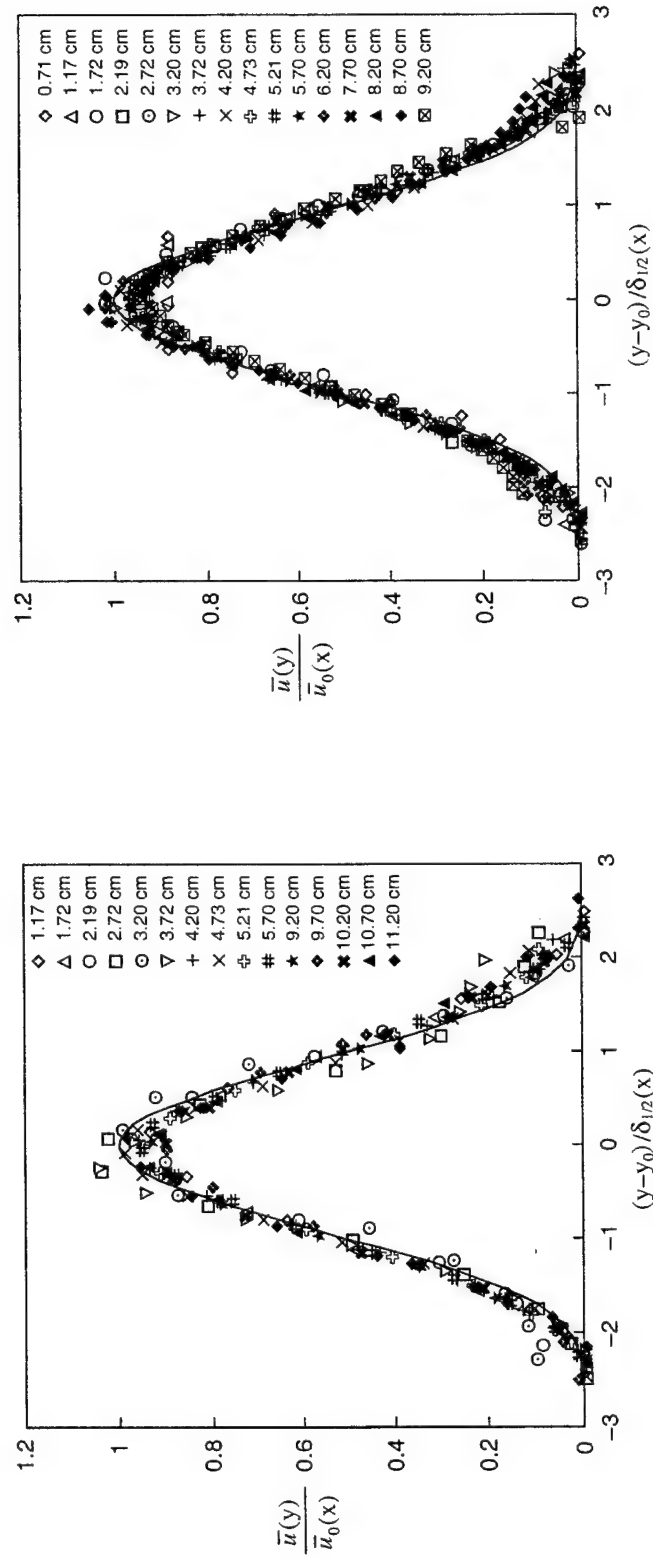 1.2
1
0.8
0.6
0.4
0.2
0
u̅(y)
u̅₀(x)
-3
-2
-1
0
1
2
3
(y–y₀)/δ₁/₂(x)
1.17 cm
1.72 cm
2.19 cm
2.72 cm
3.20 cm
3.72 cm
4.20 cm
4.73 cm
5.21 cm
5.70 cm
9.20 cm
9.70 cm
10.20 cm
10.70 cm
11.20 cm
1.2
1
0.8
0.6
0.4
0.2
0
u̅(y)
u̅₀(x)
-3
-2
-1
0
1
2
3
(y–y₀)/δ₁/₂(x)
0.71 cm
1.17 cm
1.72 cm
2.19 cm
2.72 cm
3.20 cm
3.72 cm
4.20 cm
4.73 cm
5.21 cm
5.70 cm
6.20 cm
7.70 cm
8.20 cm
8.70 cm
9.20 cm